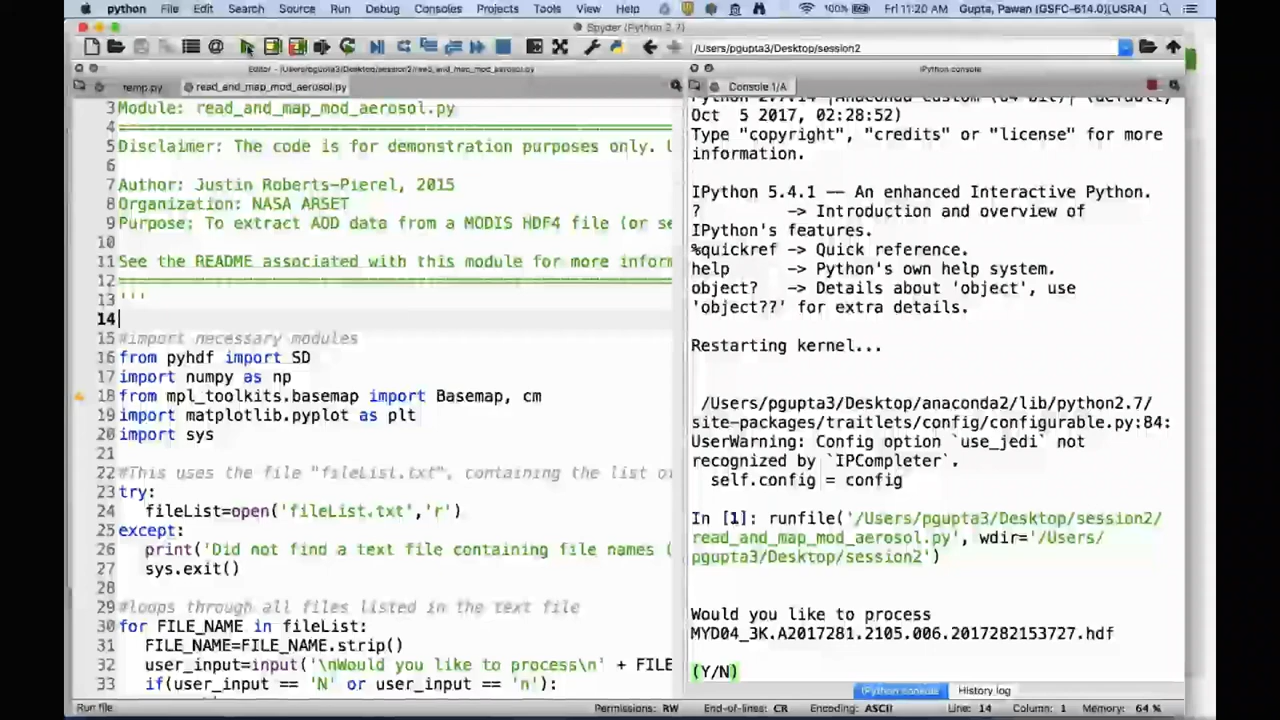 python File Edit Search Source Run Debug Consoles Projects Tools View Help 100% Fri 11:20 AM Gupta, Pawan (GSFC-614.0)[USRA]
Spyder (Python 2.7)
/Users/pgupta3/Desktop/session2
Editor - /Users/pgupta3/Desktop/session2/read_and_map_mod_aerosol.py
temp.py read_and_map_mod_aerosol.py
3 Module: read_and_map_mod_aerosol.py
4
5 Disclaimer: The code is for demonstration purposes only. U
6
7 Author: Justin Roberts-Pierel, 2015
8 Organization: NASA ARSET
9 Purpose: To extract AOD data from a MODIS HDF4 file (or se
10
11 See the README associated with this module for more inform
12
13 '''
14
15 #import necessary modules
16 from pyhdf import SD
17 import numpy as np
18 from mpl_toolkits.basemap import Basemap, cm
19 import matplotlib.pyplot as plt
20 import sys
21
22 #This uses the file "fileList.txt", containing the list o
23 try:
24 fileList=open('fileList.txt','r')
25 except:
26 print('Did not find a text file containing file names (
27 sys.exit()
28
29 #loops through all files listed in the text file
30 for FILE_NAME in fileList:
31 FILE_NAME=FILE_NAME.strip()
32 user_input=input('\nWould you like to process\n' + FILE
33 if(user_input == 'N' or user_input == 'n'):
IPython console
Console 1/A
Python 2.7.14 |Anaconda custom (64-bit)| (default,
Oct 5 2017, 02:28:52)
Type "copyright", "credits" or "license" for more
information.
IPython 5.4.1 -- An enhanced Interactive Python.
? -> Introduction and overview of
IPython's features.
%quickref -> Quick reference.
help -> Python's own help system.
object? -> Details about 'object', use
'object??' for extra details.
Restarting kernel...
/Users/pgupta3/Desktop/anaconda2/lib/python2.7/
site-packages/traitlets/config/configurable.py:84:
UserWarning: Config option `use_jedi` not
recognized by `IPCompleter`.
self.config = config
In [1]: runfile('/Users/pgupta3/Desktop/session2/
read_and_map_mod_aerosol.py', wdir='/Users/
pgupta3/Desktop/session2')
Would you like to process
MYD04_3K.A2017281.2105.006.2017282153727.hdf
(Y/N)
IPython console History log
Run file Permissions: RW End-of-lines: CR Encoding: ASCII Line: 14 Column: 1 Memory: 64 %